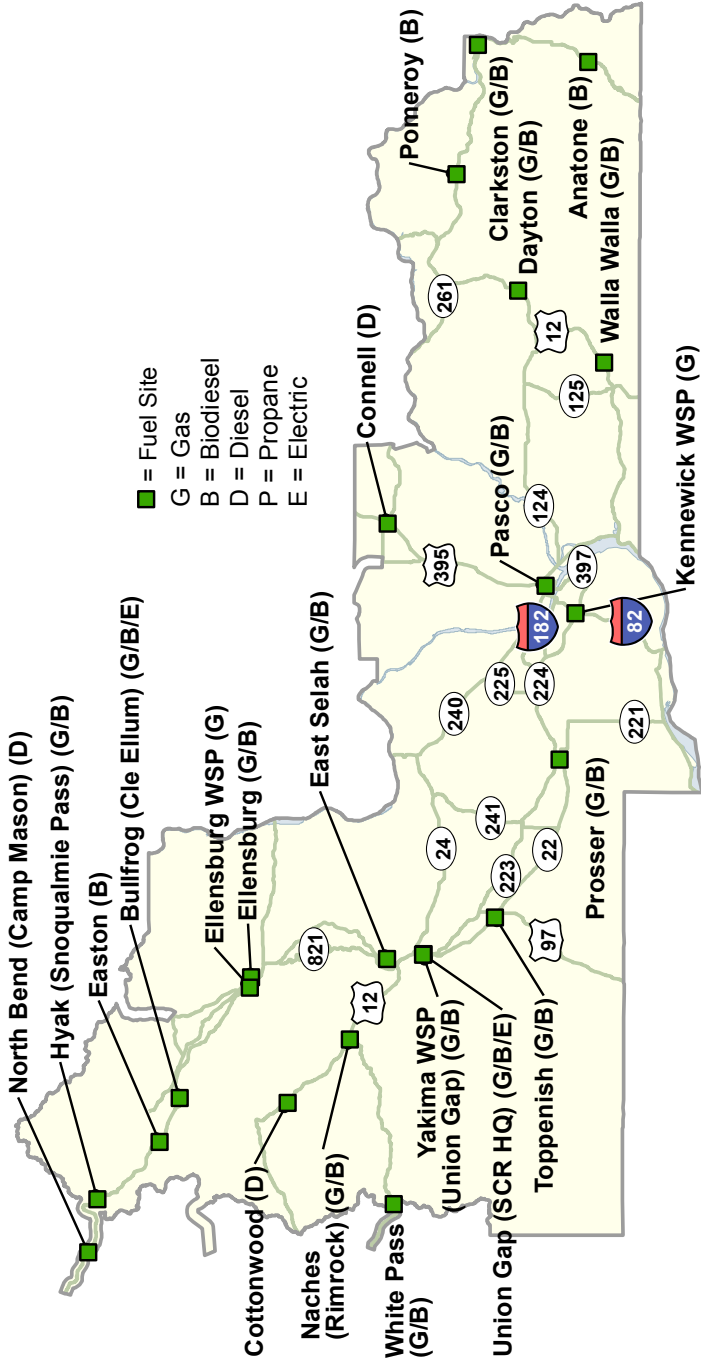 North Bend (Camp Mason) (D)
Hyak (Snoqualmie Pass) (G/B)
Easton (B)
Bullfrog (Cle Ellum) (G/B/E)
Ellensburg WSP (G)
Ellensburg (G/B)
East Selah (G/B)
= Fuel Site
G = Gas
B = Biodiesel
D = Diesel
P = Propane
E = Electric
Connell (D)
Pasco (G/B)
Pomeroy (B)
Clarkston (G/B)
Dayton (G/B)
Anatone (B)
Walla Walla (G/B)
Kennewick WSP (G)
Prosser (G/B)
Cottonwood (D)
Naches
(Rimrock) (G/B)
White Pass
(G/B)
Yakima WSP
(Union Gap) (G/B)
Union Gap (SCR HQ) (G/B/E)
Toppenish (G/B)
821
12
24
241
223
22
97
240
225
224
221
182
82
395
397
124
261
12
125